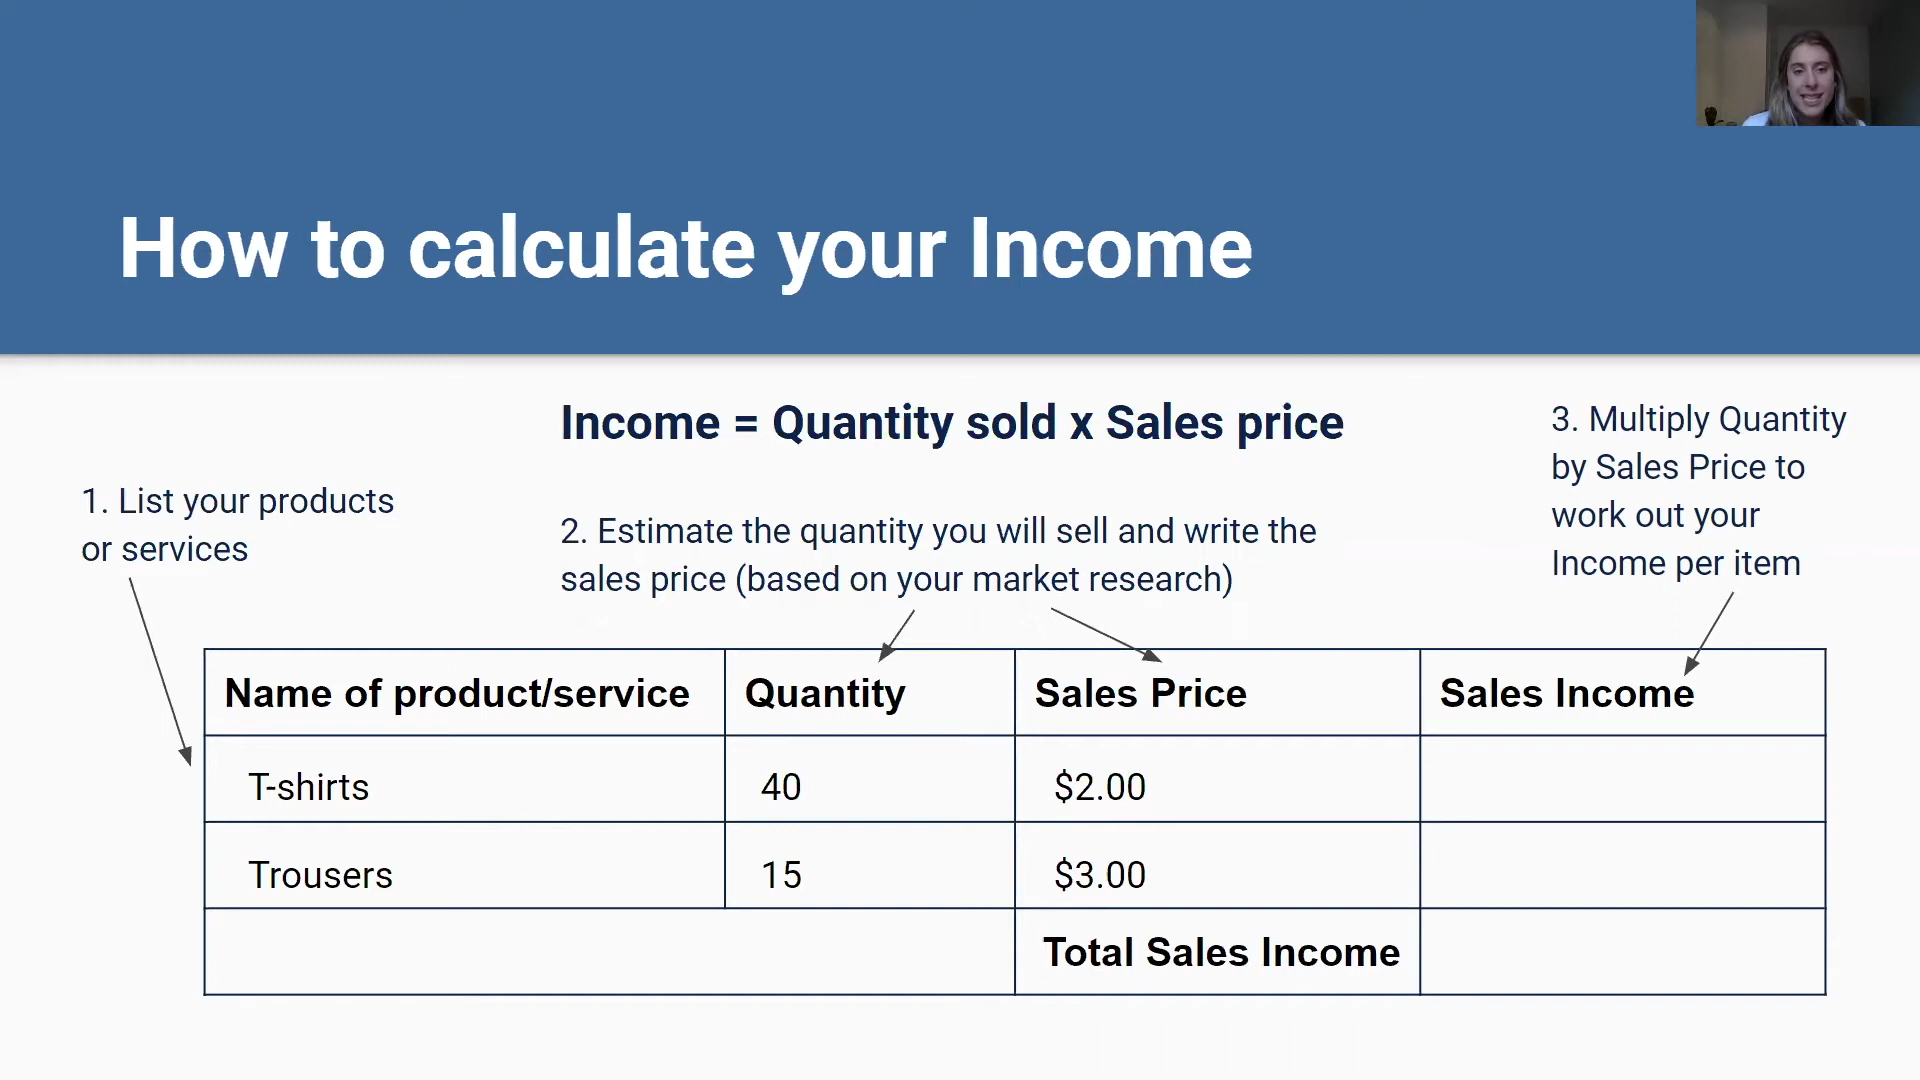 How to calculate your Income
Income = Quantity sold x Sales price
1. List your products
or services
2. Estimate the quantity you will sell and write the
sales price (based on your market research)
3. Multiply Quantity
by Sales Price to
work out your
Income per item
Name of product/service Quantity Sales Price Sales Income
T-shirts 40 $2.00
Trousers 15 $3.00
Total Sales Income